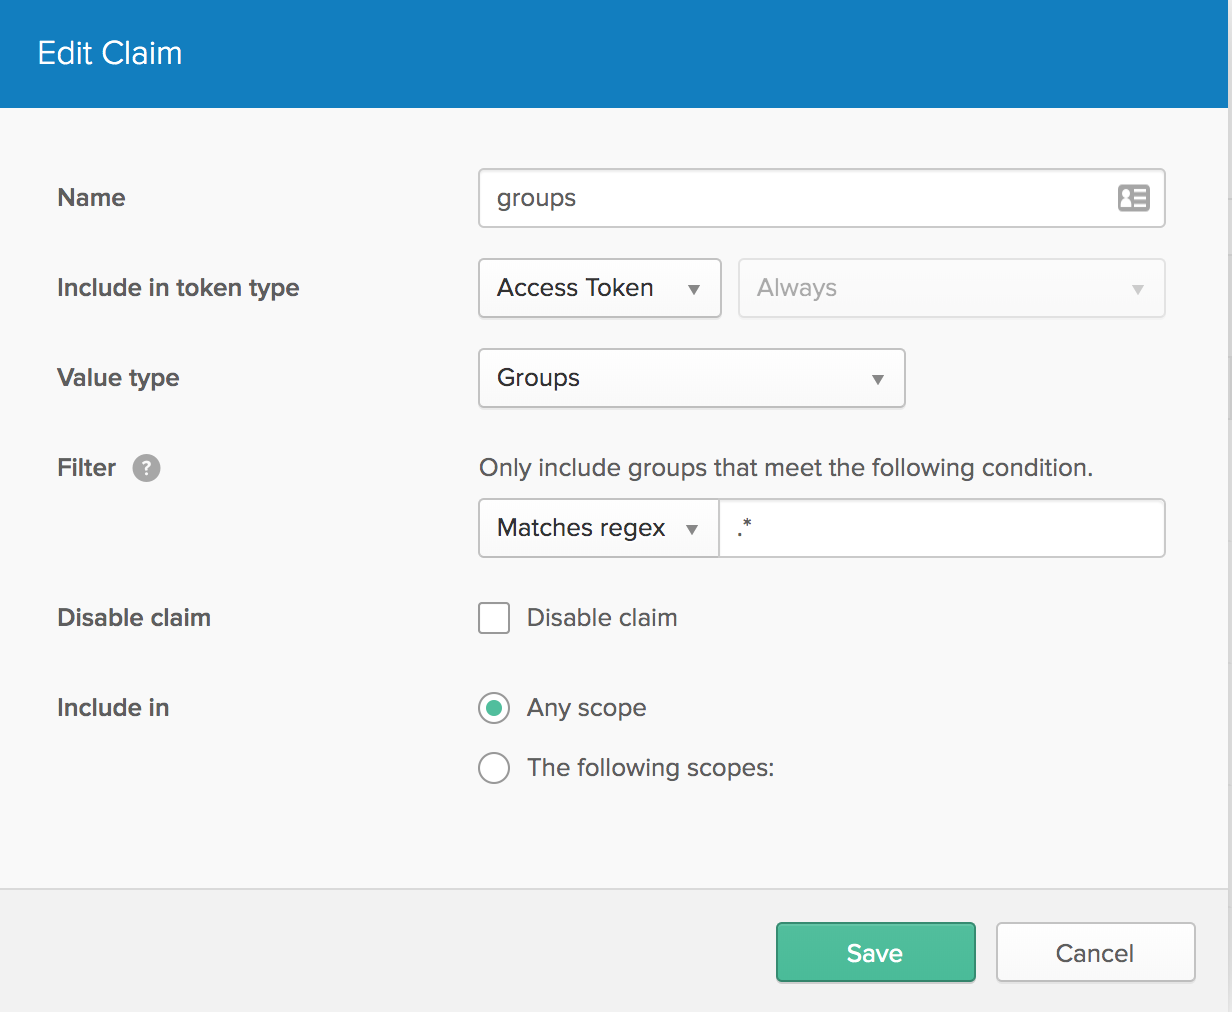 Edit Claim
Name
groups
Include in token type
Access Token
Always
Value type
Groups
Filter ?
Only include groups that meet the following condition.
Matches regex
.*
Disable claim
Disable claim
Include in
Any scope
The following scopes:
Save
Cancel